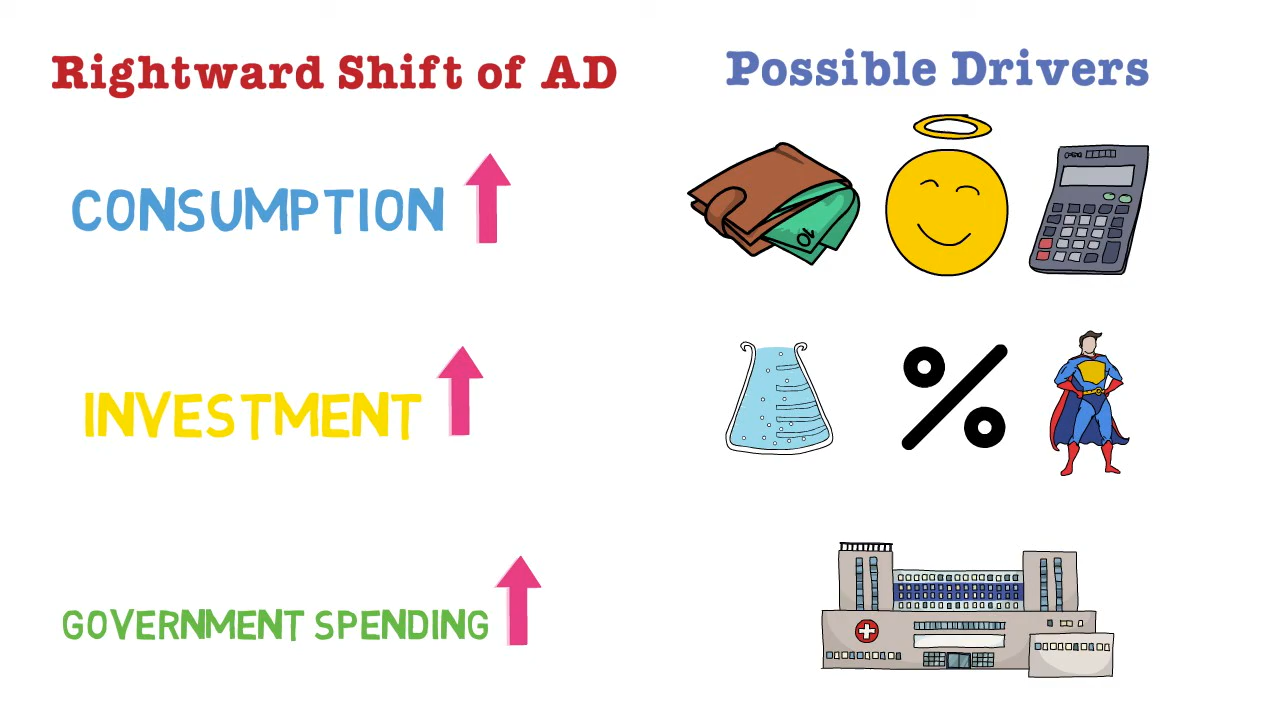 Rightward Shift of AD
Possible Drivers
CONSUMPTION
INVESTMENT
%
GOVERNMENT SPENDING